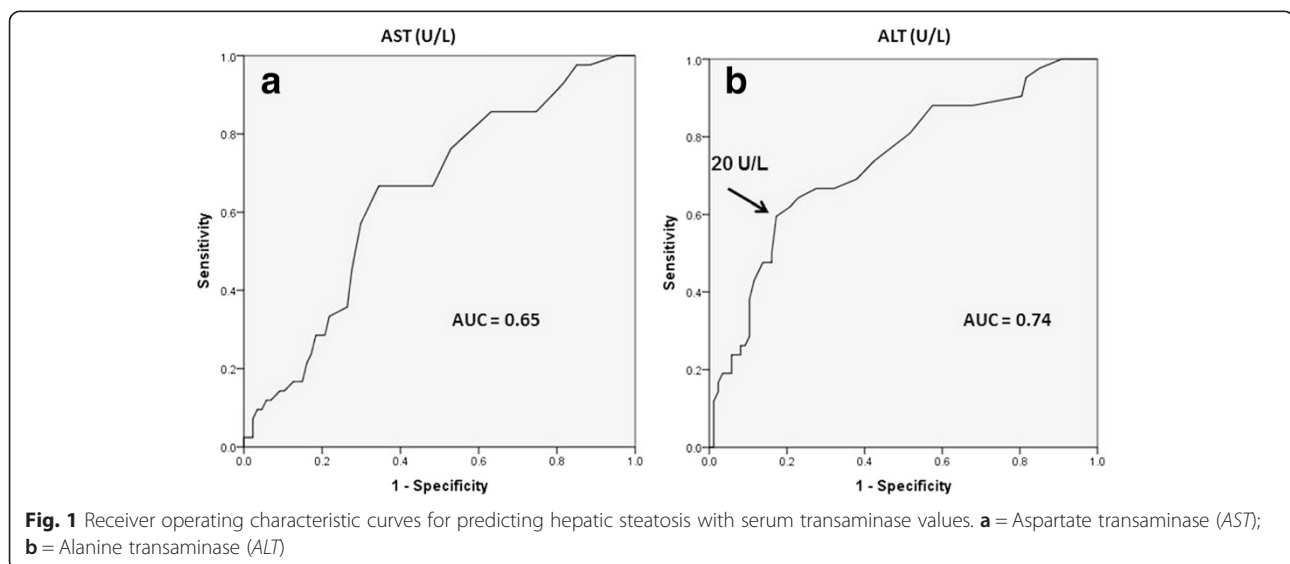 AST (U/L)
a
1.0
0.8
0.6
0.4
0.2
0.0
Sensitivity
AUC = 0.65
0.0 0.2 0.4 0.6 0.8 1.0
1 - Specificity
ALT (U/L)
b
1.0
0.8
0.6
0.4
0.2
0.0
Sensitivity
20 U/L
AUC = 0.74
0.0 0.2 0.4 0.6 0.8 1.0
1 - Specificity
Fig. 1 Receiver operating characteristic curves for predicting hepatic steatosis with serum transaminase values. a = Aspartate transaminase (AST);
b = Alanine transaminase (ALT)